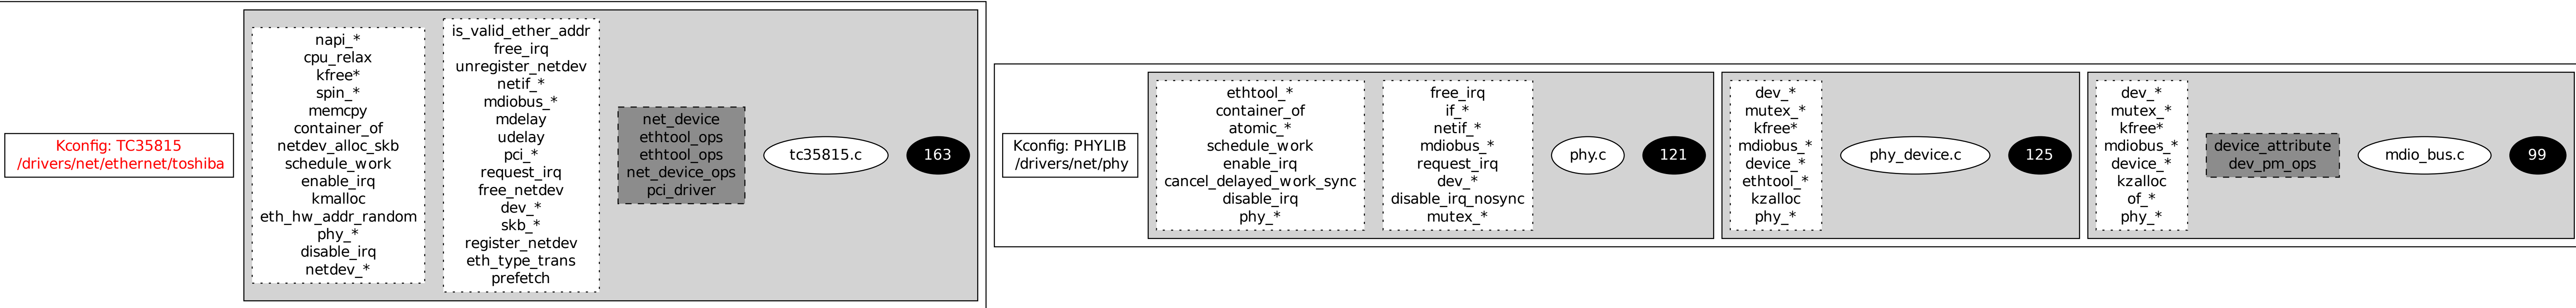 Kconfig: TC35815
/drivers/net/ethernet/toshiba
napi_*
cpu_relax
kfree*
spin_*
memcpy
container_of
netdev_alloc_skb
schedule_work
enable_irq
kmalloc
eth_hw_addr_random
phy_*
disable_irq
netdev_*
is_valid_ether_addr
free_irq
unregister_netdev
netif_*
mdiobus_*
mdelay
udelay
pci_*
request_irq
free_netdev
dev_*
skb_*
register_netdev
eth_type_trans
prefetch
net_device
ethtool_ops
ethtool_ops
net_device_ops
pci_driver
tc35815.c
163
Kconfig: PHYLIB
/drivers/net/phy
ethtool_*
container_of
atomic_*
schedule_work
enable_irq
cancel_delayed_work_sync
disable_irq
phy_*
free_irq
if_*
netif_*
mdiobus_*
request_irq
dev_*
disable_irq_nosync
mutex_*
phy.c
121
dev_*
mutex_*
kfree*
mdiobus_*
device_*
ethtool_*
kzalloc
phy_*
phy_device.c
125
dev_*
mutex_*
kfree*
mdiobus_*
device_*
kzalloc
of_*
phy_*
device_attribute
dev_pm_ops
mdio_bus.c
99